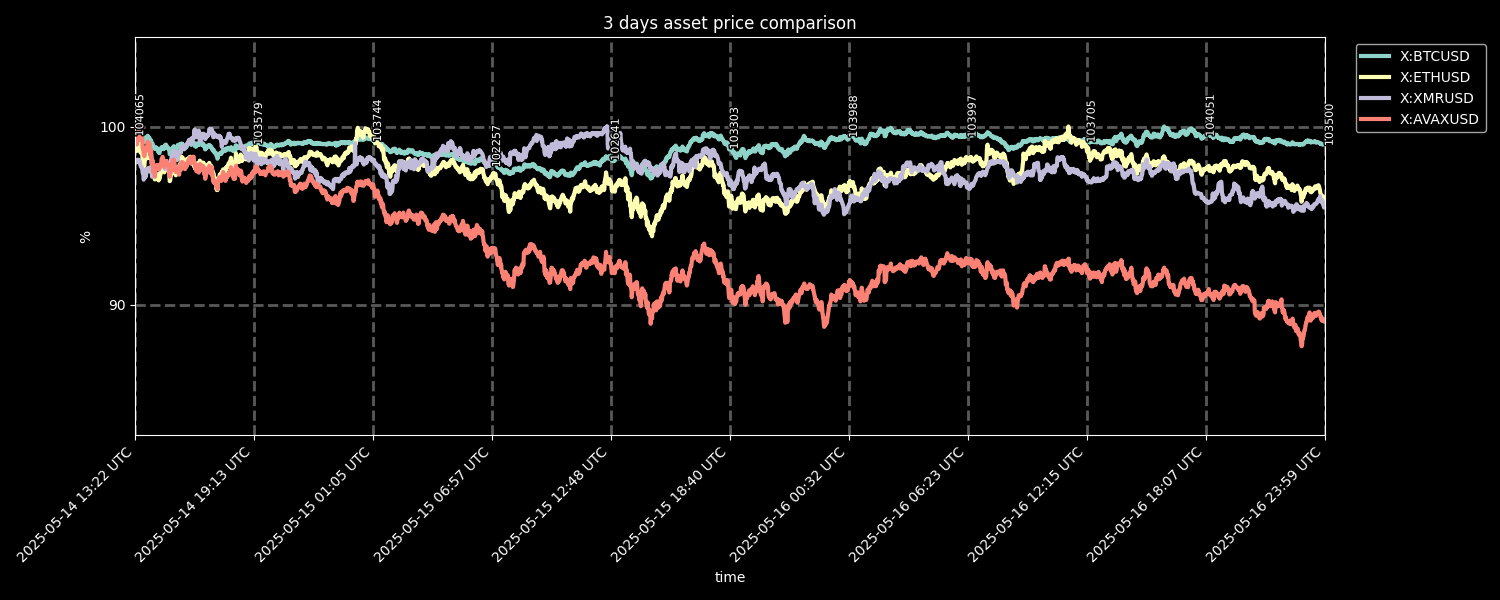 3 days asset price comparison
X:BTCUSD
X:ETHUSD
X:XMRUSD
X:AVAXUSD
100
90
%
104065
103579
103744
102257
102641
103303
103988
103997
103705
104051
103500
2025-05-14 13:22 UTC
2025-05-14 19:13 UTC
2025-05-15 01:05 UTC
2025-05-15 06:57 UTC
2025-05-15 12:48 UTC
2025-05-15 18:40 UTC
2025-05-16 00:32 UTC
2025-05-16 06:23 UTC
2025-05-16 12:15 UTC
2025-05-16 18:07 UTC
2025-05-16 23:59 UTC
time